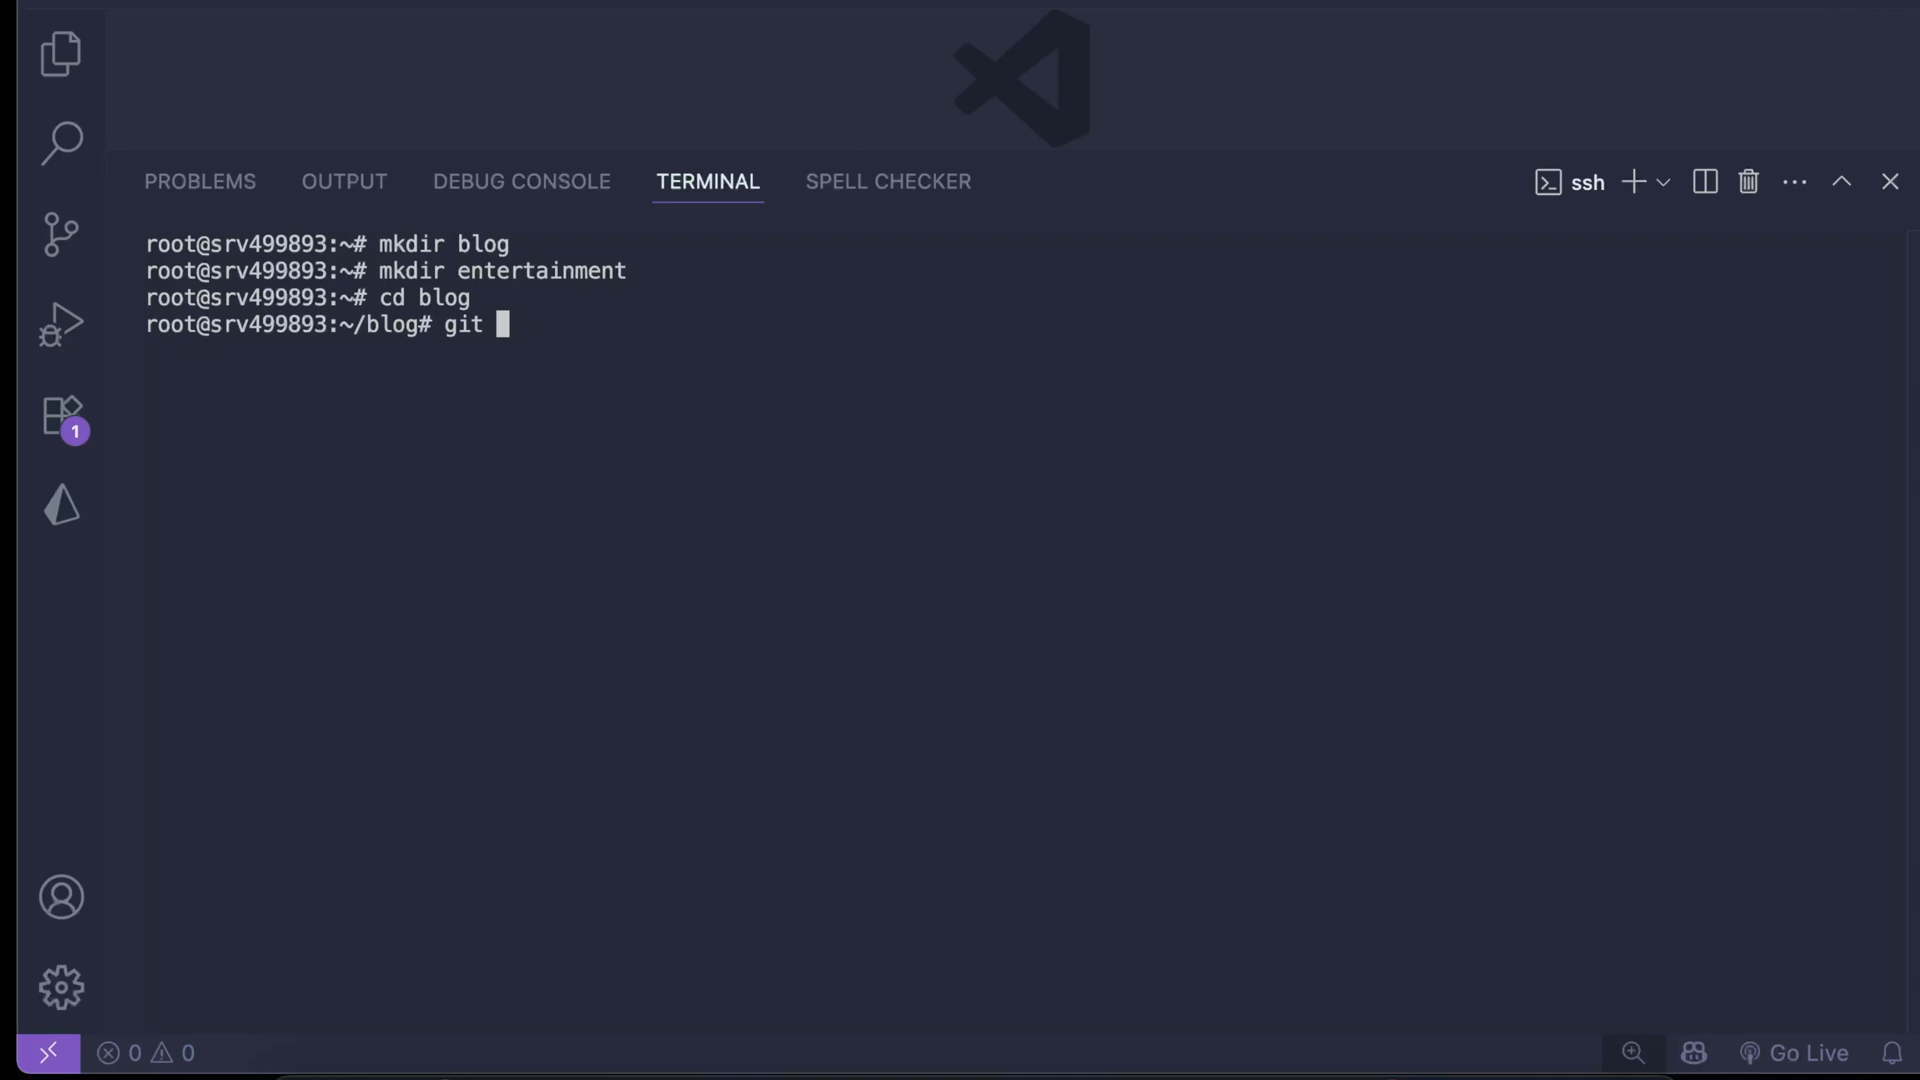 PROBLEMS OUTPUT DEBUG CONSOLE TERMINAL SPELL CHECKER ssh
root@srv499893:~# mkdir blog
root@srv499893:~# mkdir entertainment
root@srv499893:~# cd blog
root@srv499893:~/blog# git
1
0 0 Go Live